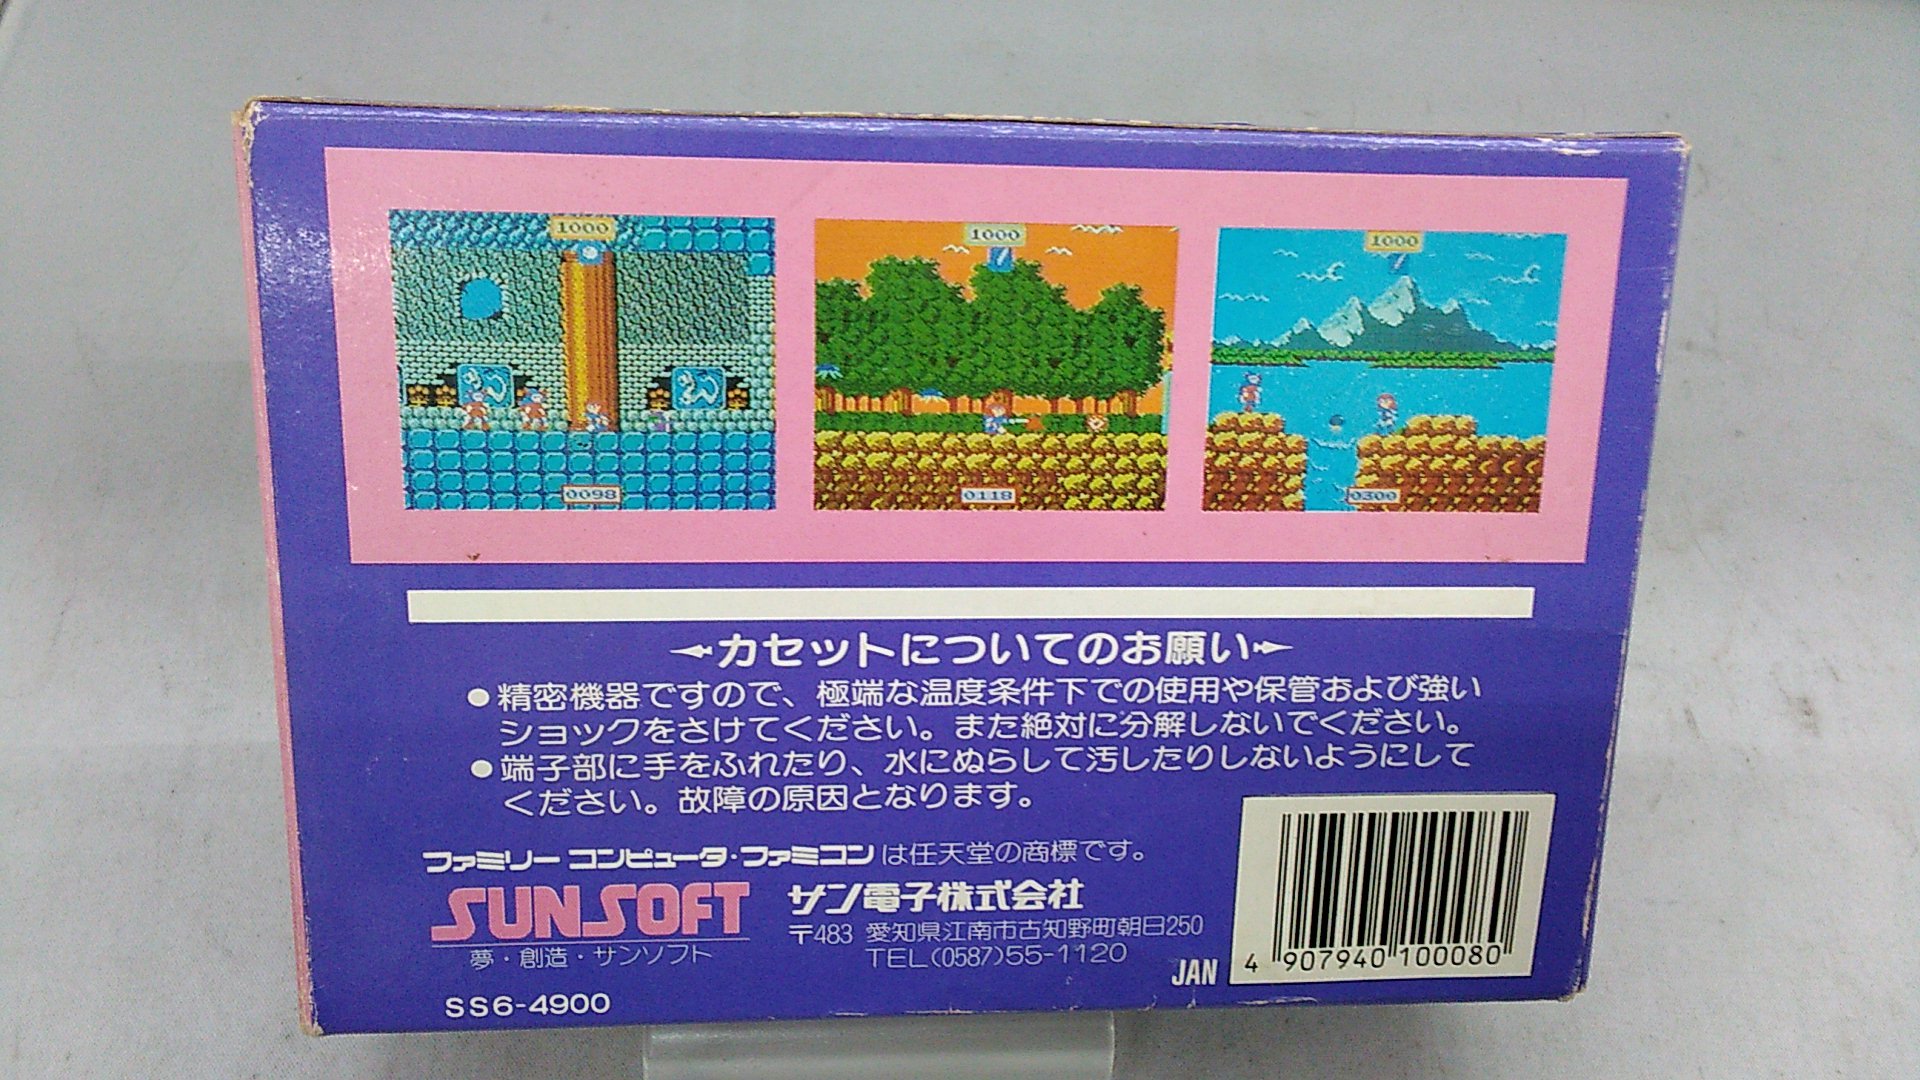 1000
1000
1000
0098
0118
0300
カセットについてのお願い
●精密機器ですので、極端な温度条件下での使用や保管および強い
ショックをさけてください。また絶対に分解しないでください。
●端子部に手をふれたり、水にぬらして汚したりしないようにして
ください。故障の原因となります。
ファミリーコンピュータ・ファミコンは任天堂の商標です。
SUNSOFT
夢・創造・サンソフト
サン電子株式会社
〒483 愛知県江南市古知野町朝日250
TEL(0587)55-1120
SS6-4900
JAN
4 907940 100080